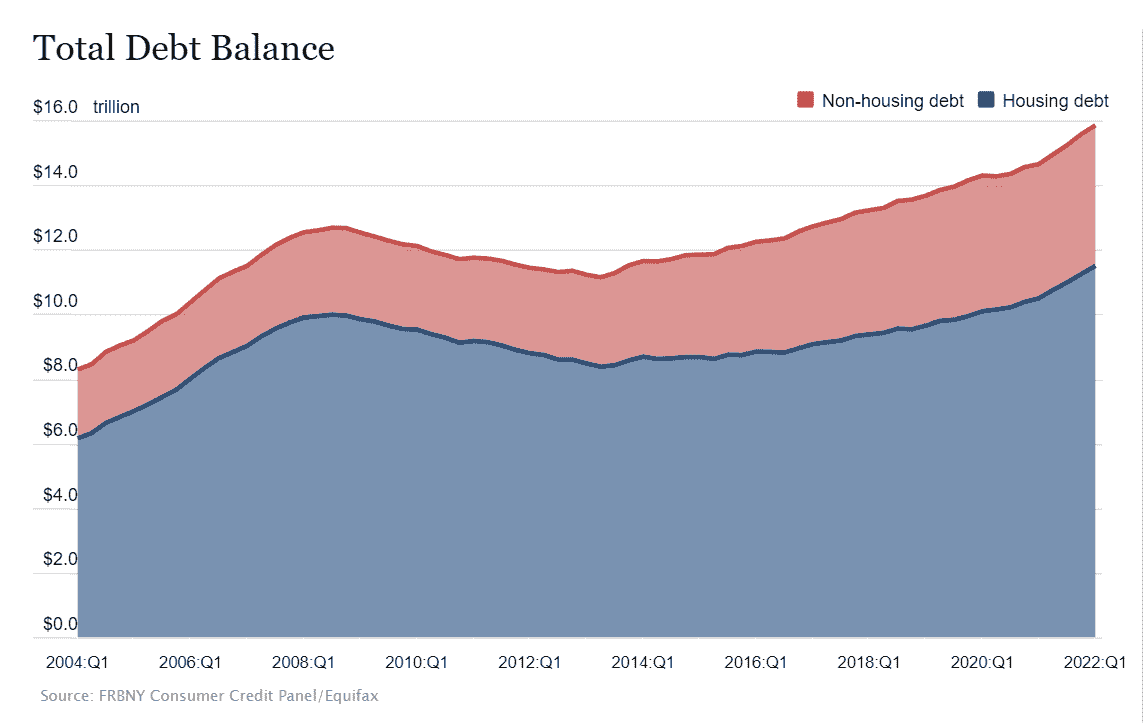 Total Debt Balance
$16.0 trillion
Non-housing debt Housing debt
$14.0
$12.0
$10.0
$8.0
$6.0
$4.0
$2.0
$0.0
2004:Q1 2006:Q1 2008:Q1 2010:Q1 2012:Q1 2014:Q1 2016:Q1 2018:Q1 2020:Q1 2022:Q1
Source: FRBNY Consumer Credit Panel/Equifax